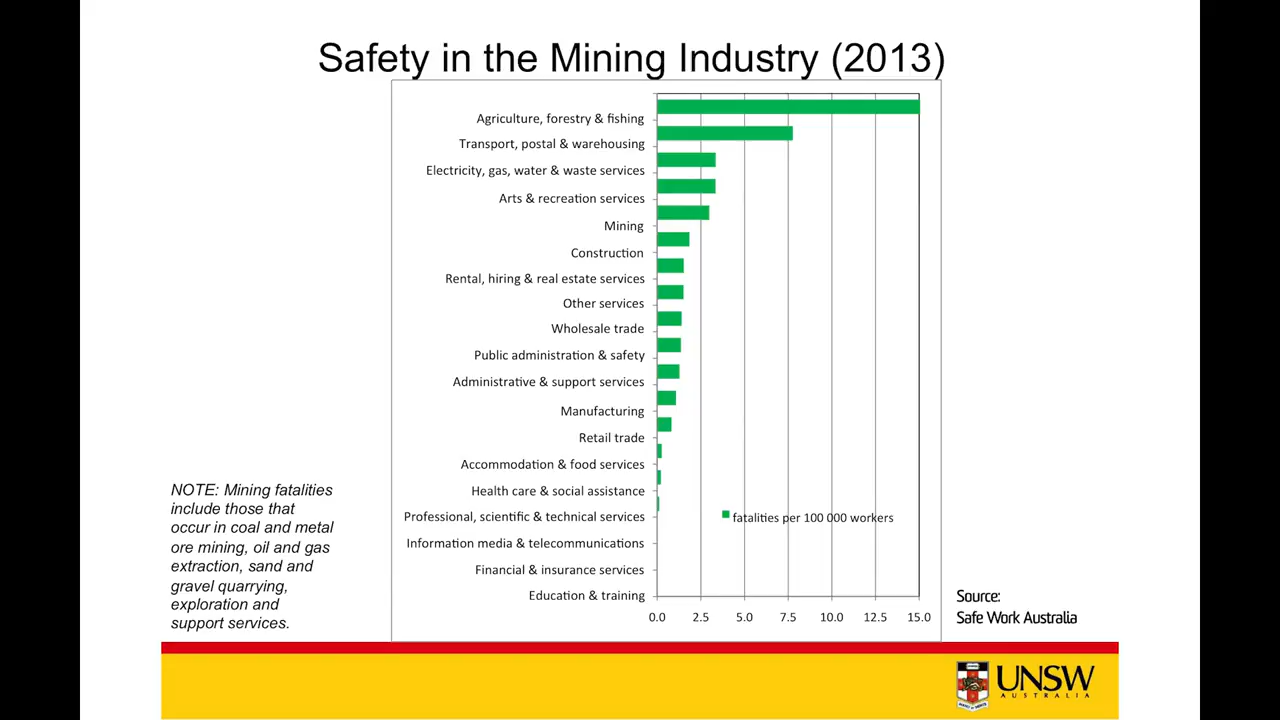 Safety in the Mining Industry (2013)
Agriculture, forestry & fishing
Transport, postal & warehousing
Electricity, gas, water & waste services
Arts & recreation services
Mining
Construction
Rental, hiring & real estate services
Other services
Wholesale trade
Public administration & safety
Administrative & support services
Manufacturing
Retail trade
Accommodation & food services
Health care & social assistance
Professional, scientific & technical services
Information media & telecommunications
Financial & insurance services
Education & training
0.0 2.5 5.0 7.5 10.0 12.5 15.0
fatalities per 100 000 workers
NOTE: Mining fatalities
include those that
occur in coal and metal
ore mining, oil and gas
extraction, sand and
gravel quarrying,
exploration and
support services.
Source:
Safe Work Australia
UNSW
AUSTRALIA